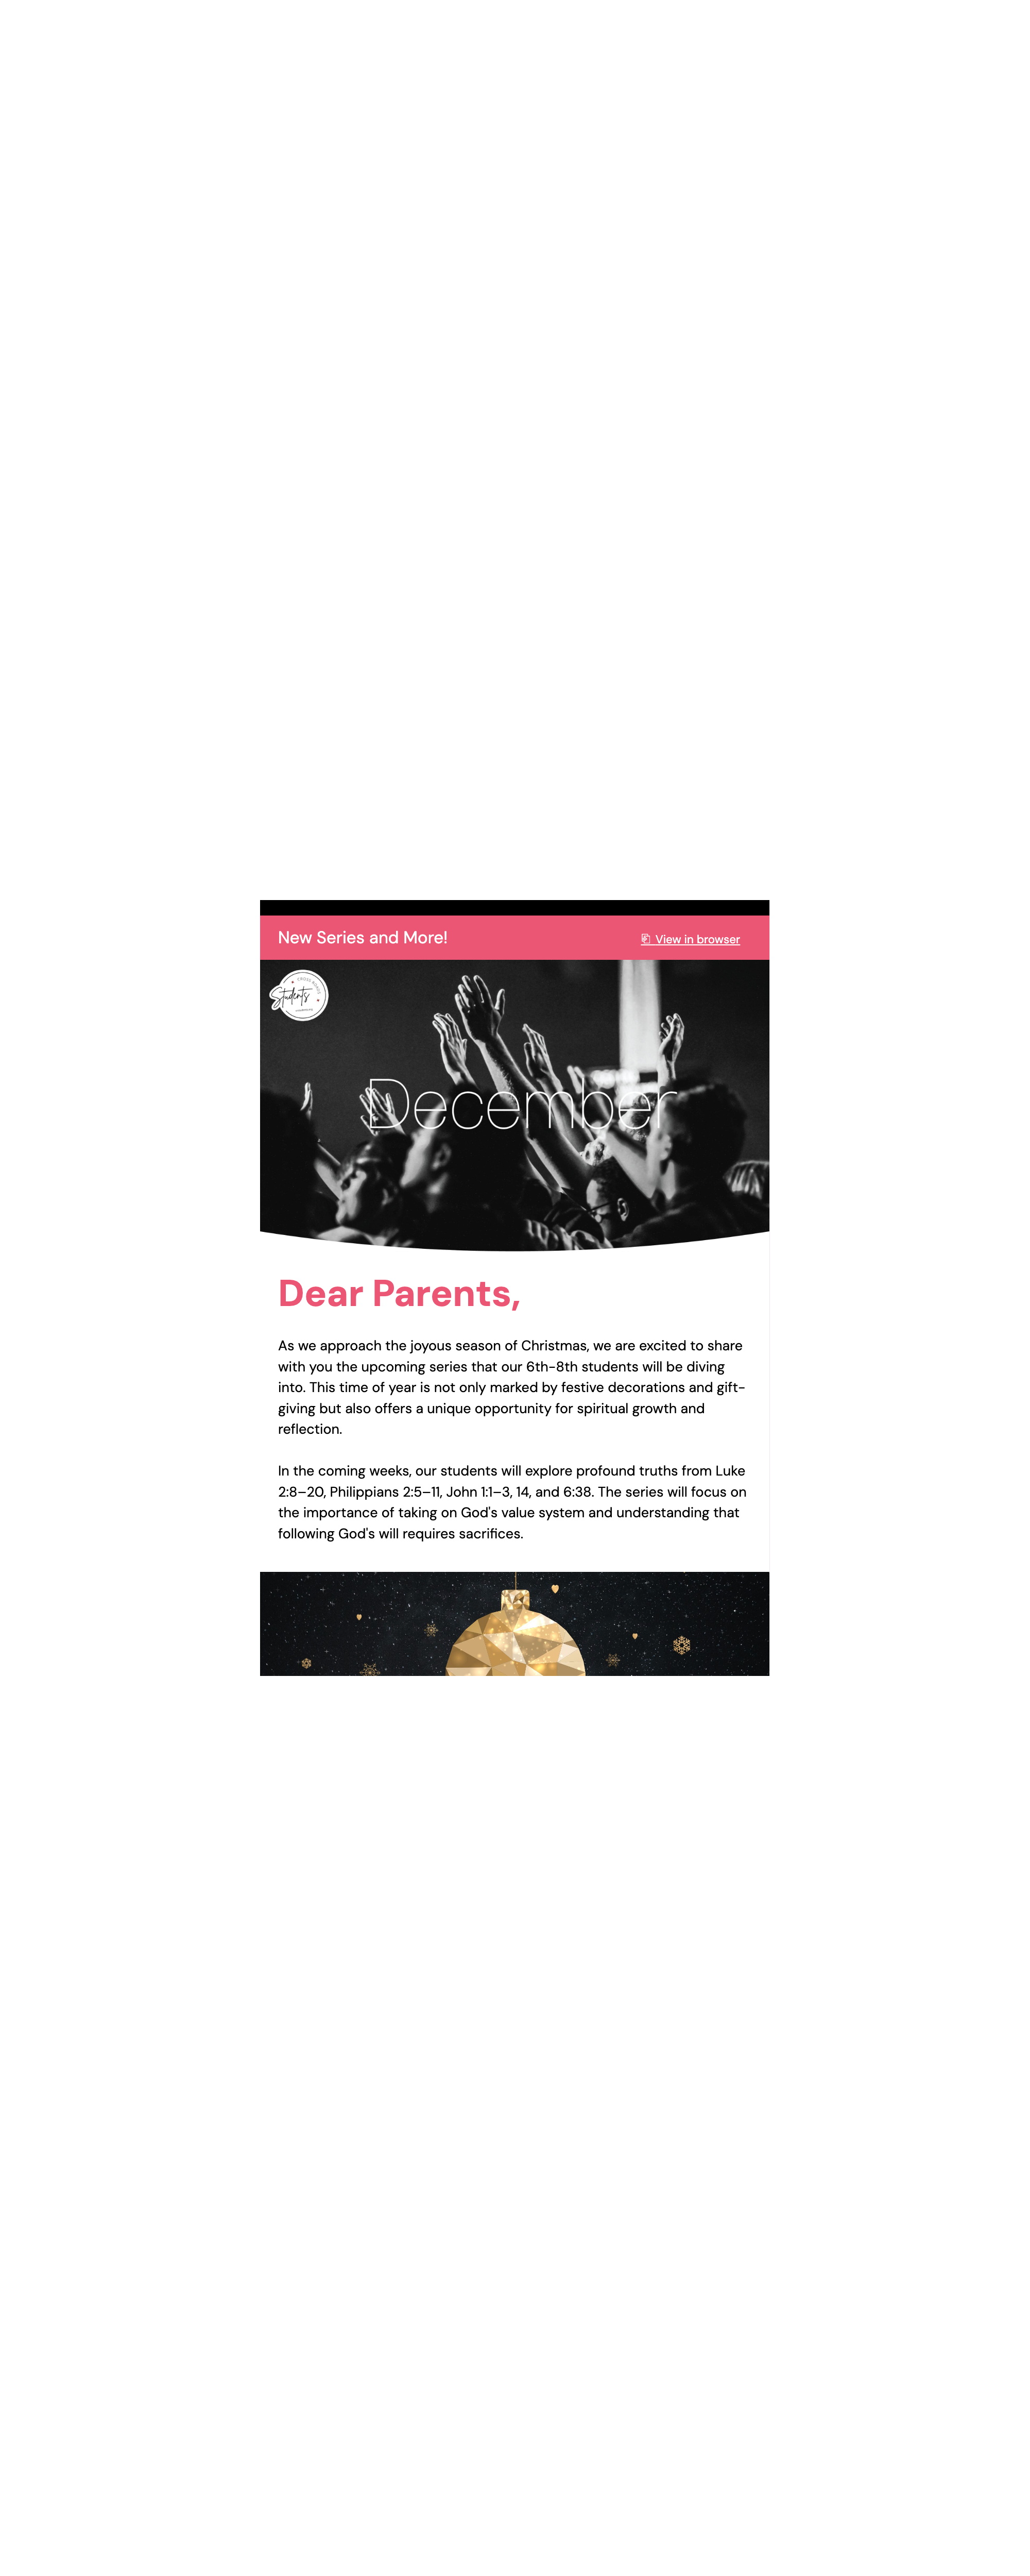 New Series and More!
View in browser
Students
December
Dear Parents,
As we approach the joyous season of Christmas, we are excited to share
with you the upcoming series that our 6th-8th students will be diving
into. This time of year is not only marked by festive decorations and gift-
giving but also offers a unique opportunity for spiritual growth and
reflection.
In the coming weeks, our students will explore profound truths from Luke
2:8–20, Philippians 2:5–11, John 1:1–3, 14, and 6:38. The series will focus on
the importance of taking on God's value system and understanding that
following God's will requires sacrifices.